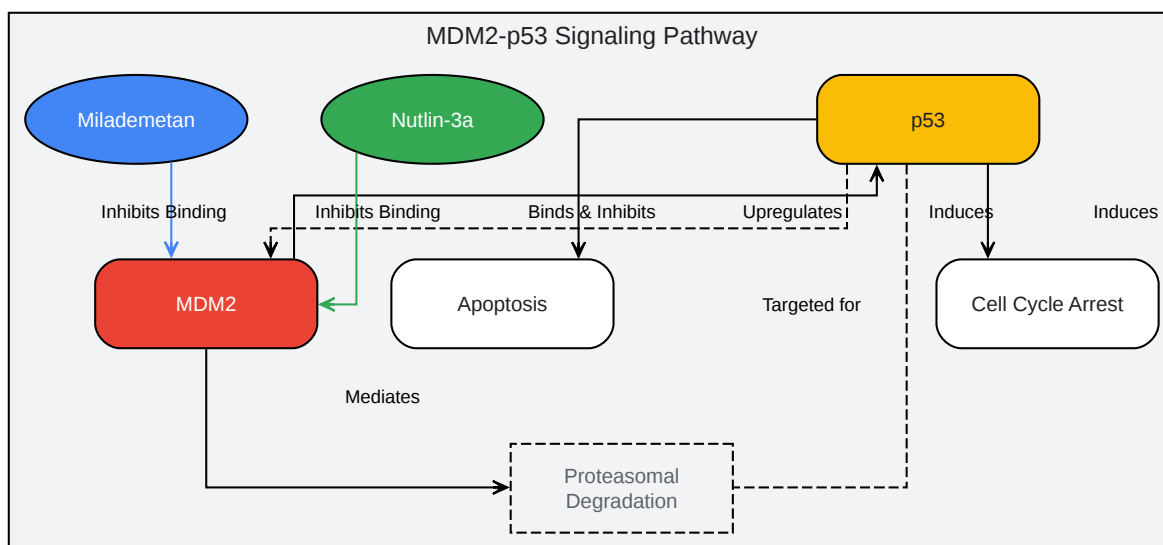 MDM2-p53 Signaling Pathway
Milademetan
Nutlin-3a
p53
Inhibits Binding
Inhibits Binding
Binds & Inhibits
Upregulates
Induces
Induces
MDM2
Apoptosis
Targeted for
Cell Cycle Arrest
Mediates
Proteasomal
Degradation